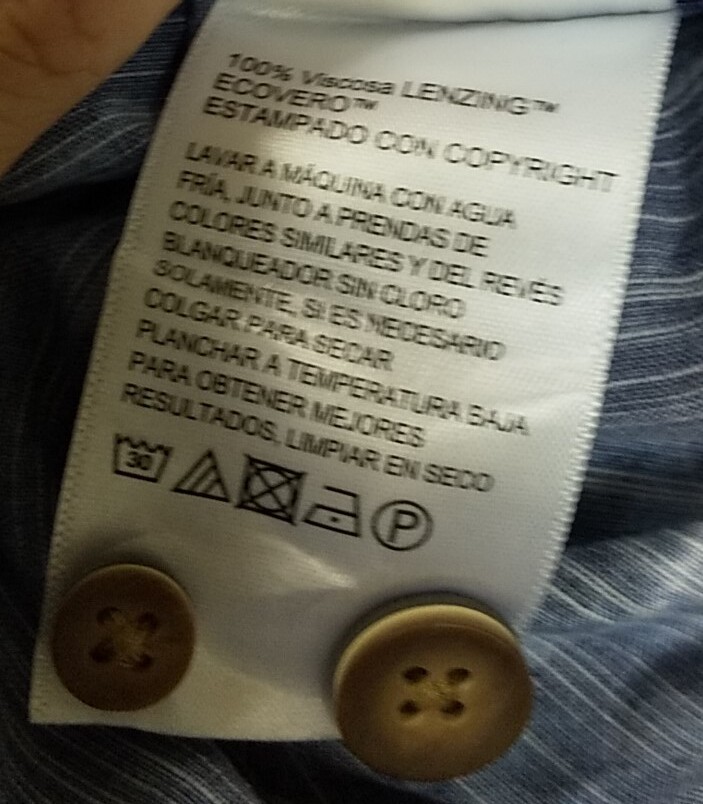 100% Viscosa LENZING™
ECOVERO™
ESTAMPADO CON COPYRIGHT
LAVAR A MÁQUINA CON AGUA
FRÍA, JUNTO A PRENDAS DE
COLORES SIMILARES Y DEL REVÉS
BLANQUEADOR SIN CLORO
SOLAMENTE, SI ES NECESARIO
COLGAR PARA SECAR
PLANCHAR A TEMPERATURA BAJA
PARA OBTENER MEJORES
RESULTADOS, LIMPIAR EN SECO
30 P